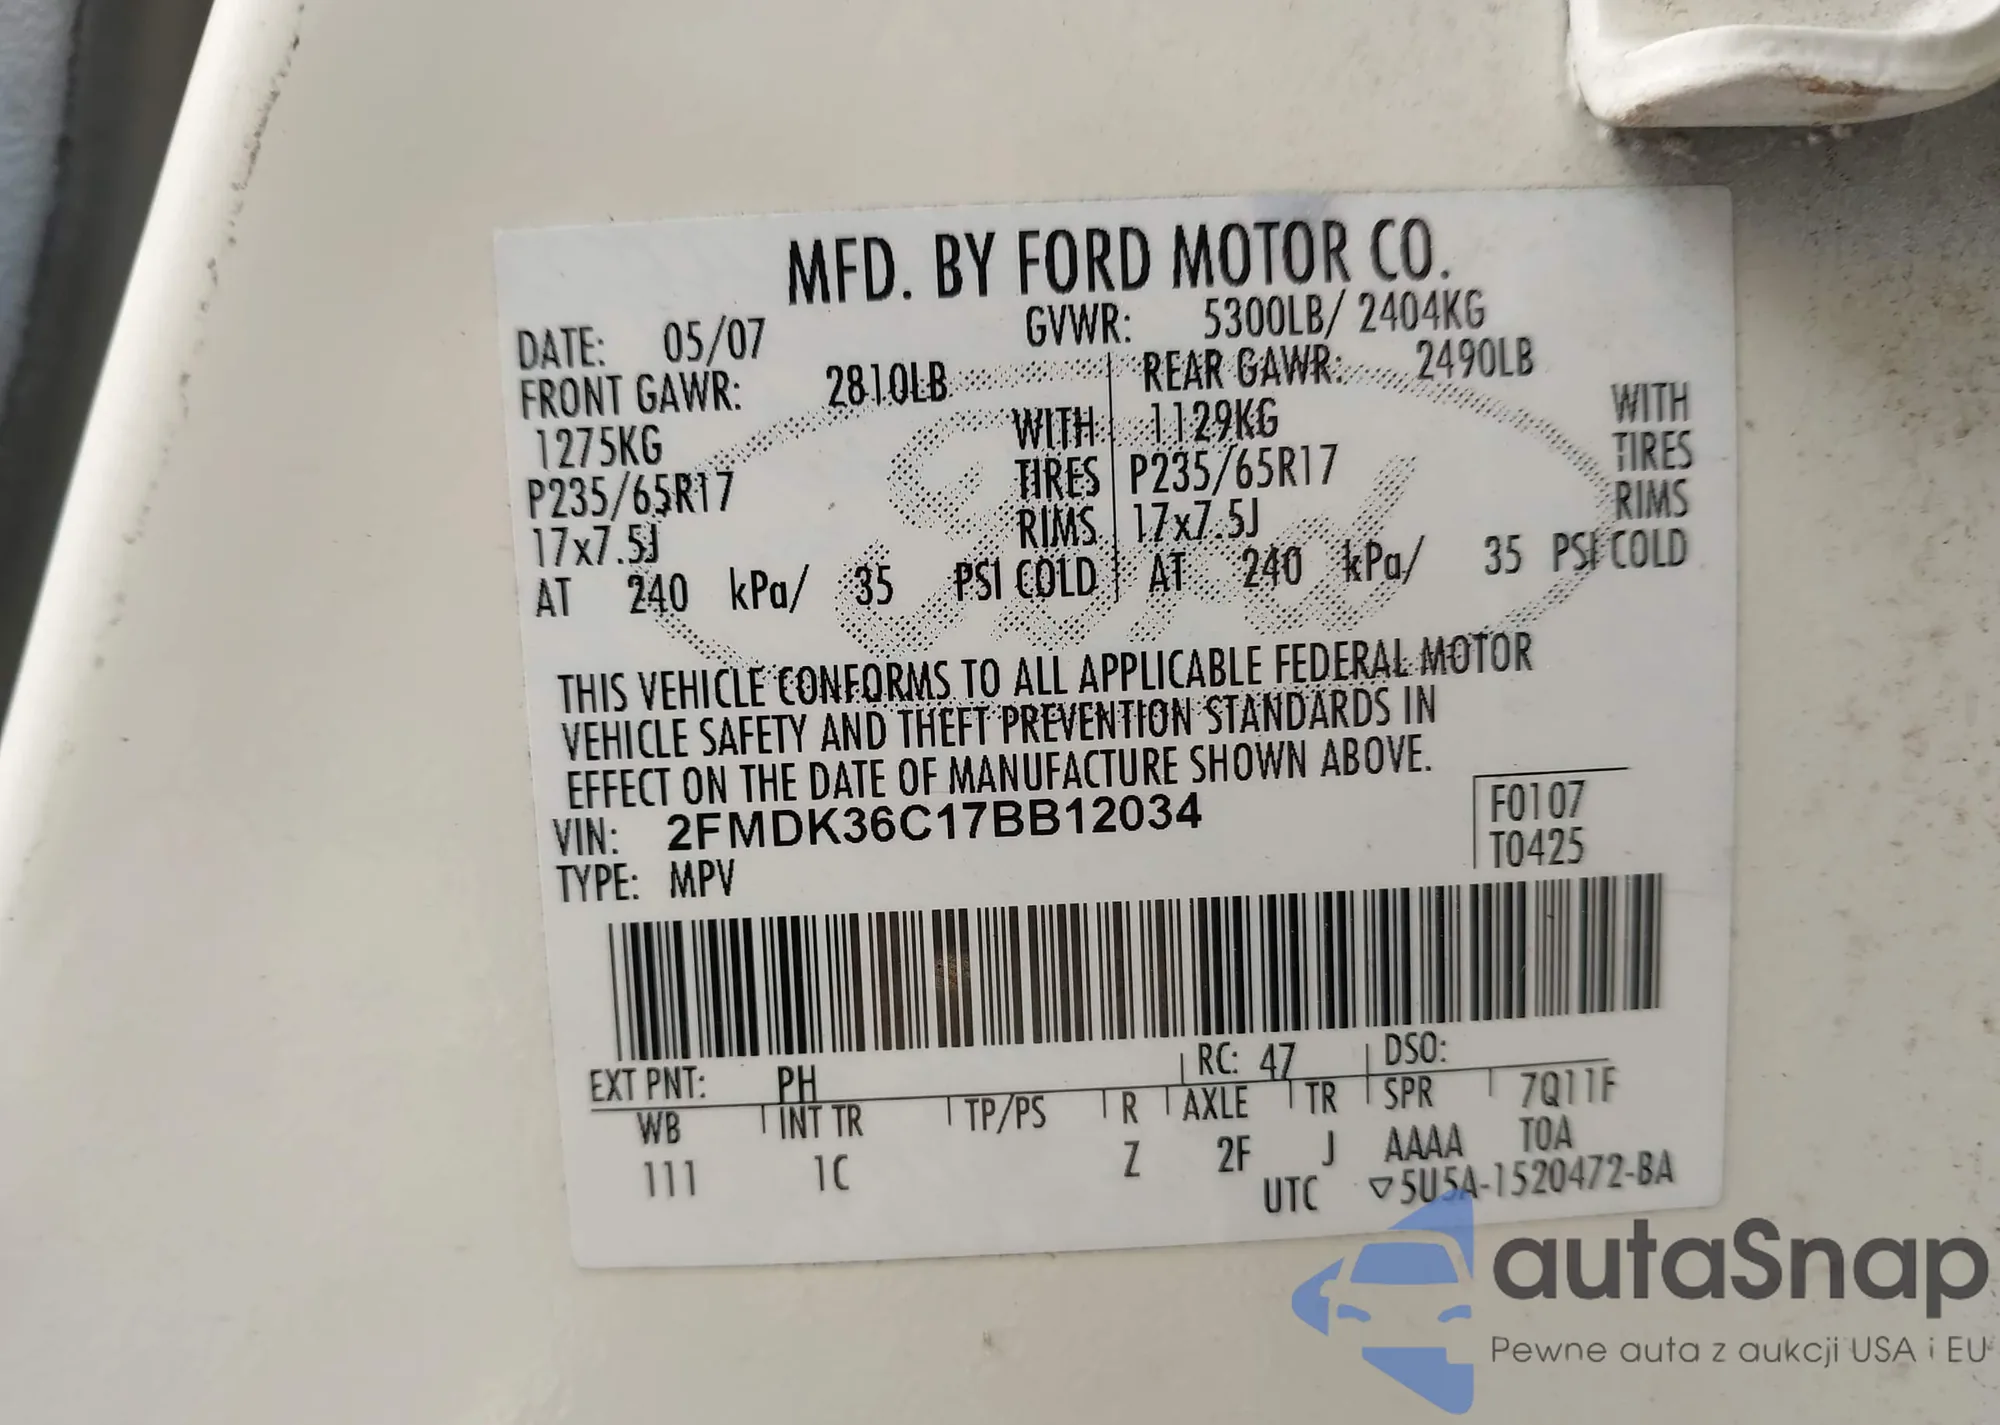 MFD. BY FORD MOTOR CO.
DATE: 05/07 GVWR: 5300LB/ 2404KG
FRONT GAWR: 2810LB REAR GAWR: 2490LB
1275KG WITH 1129KG WITH
P235/65R17 TIRES P235/65R17 TIRES
17x7.5J RIMS 17x7.5J RIMS
AT 240 kPa/ 35 PSI COLD AT 240 kPa/ 35 PSI COLD
Ford
THIS VEHICLE CONFORMS TO ALL APPLICABLE FEDERAL MOTOR
VEHICLE SAFETY AND THEFT PREVENTION STANDARDS IN
EFFECT ON THE DATE OF MANUFACTURE SHOWN ABOVE.
VIN: 2FMDK36C17BB12034 F0107
TYPE: MPV T0425
EXT PNT: PH RC: 47 DSO:
WB INT TR TP/PS R AXLE TR SPR 7Q11F
111 1C Z 2F J AAAA TOA
UTC ▽5U5A-1520472-BA
autaSnap
Pewne auta z aukcji USA i EU